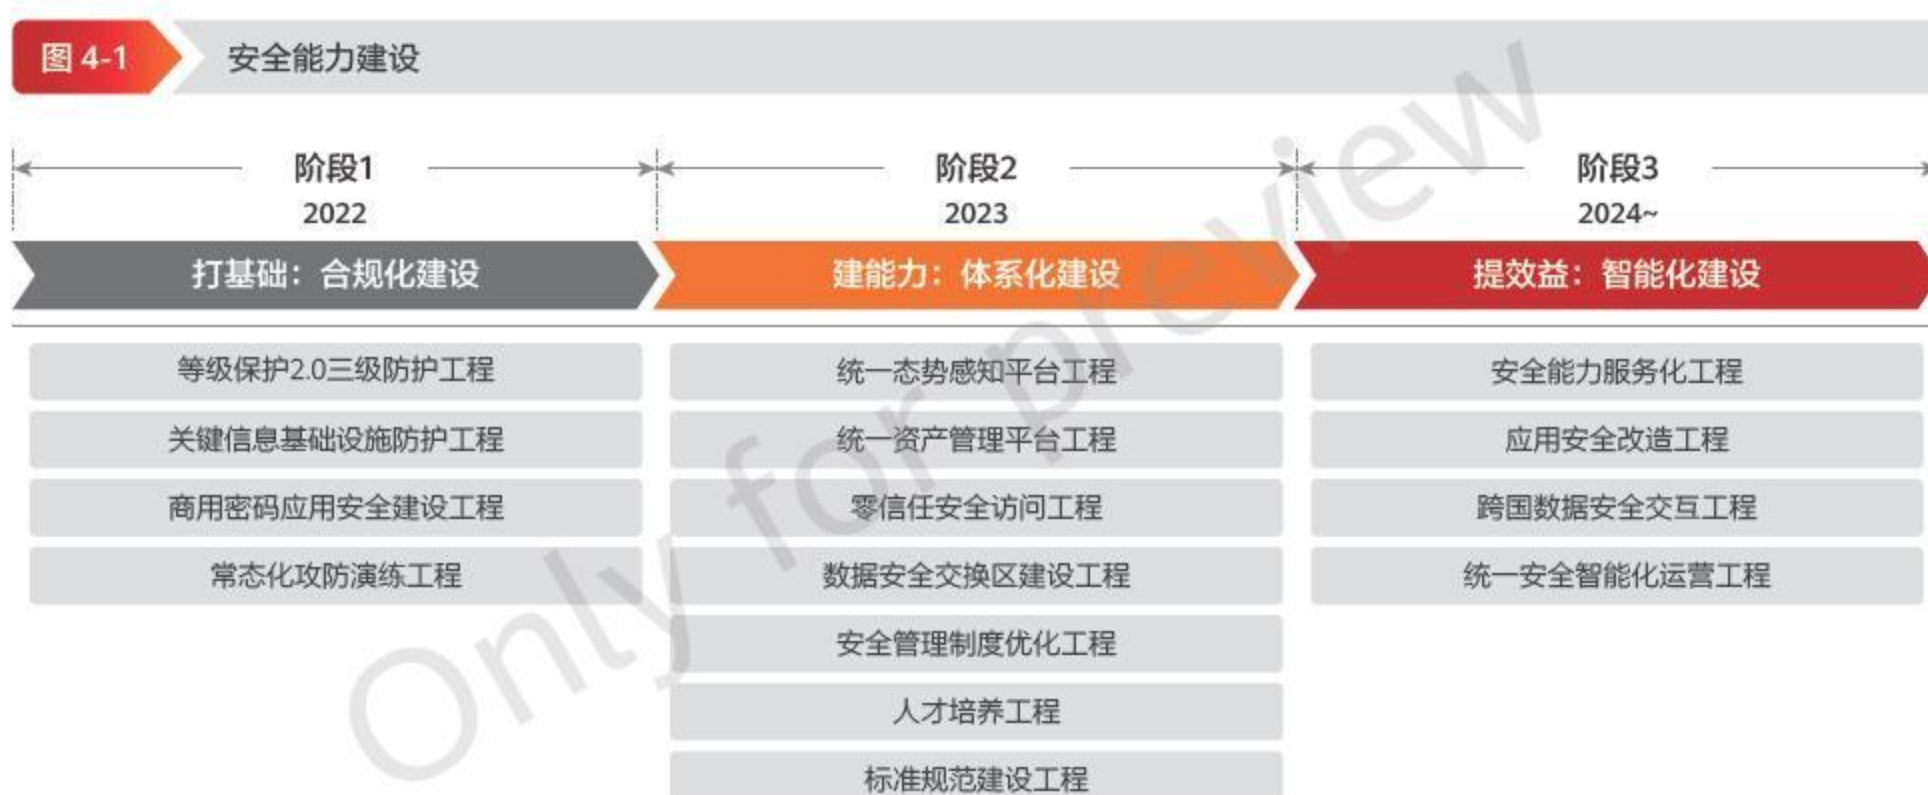 图 4-1
安全能力建设
阶段1
2022
阶段2
2023
阶段3
2024~
打基础：合规化建设
建能力：体系化建设
提效益：智能化建设
等级保护2.0三级防护工程
关键信息基础设施防护工程
商用密码应用安全建设工程
常态化攻防演练工程
统一态势感知平台工程
统一资产管理平台工程
零信任安全访问工程
数据安全交换区建设工程
安全管理制度优化工程
人才培养工程
标准规范建设工程
安全能力服务化工程
应用安全改造工程
跨国数据安全交互工程
统一安全智能化运营工程
Only for preview